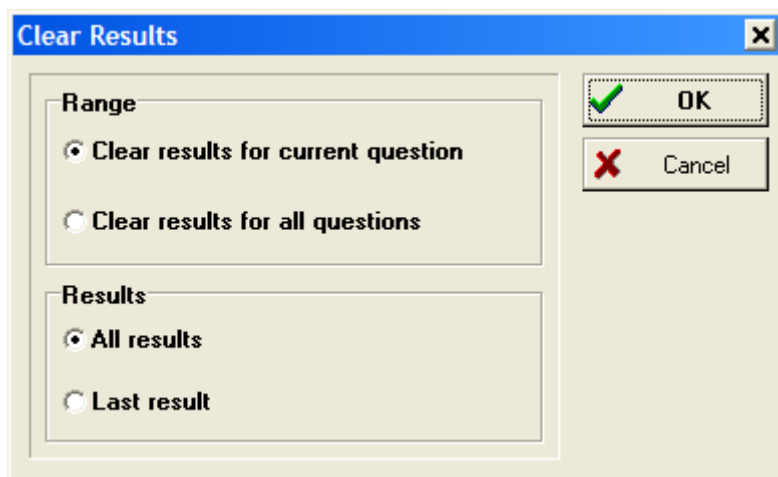 Clear Results
Range
Clear results for current question
Clear results for all questions
Results
All results
Last result
OK
Cancel